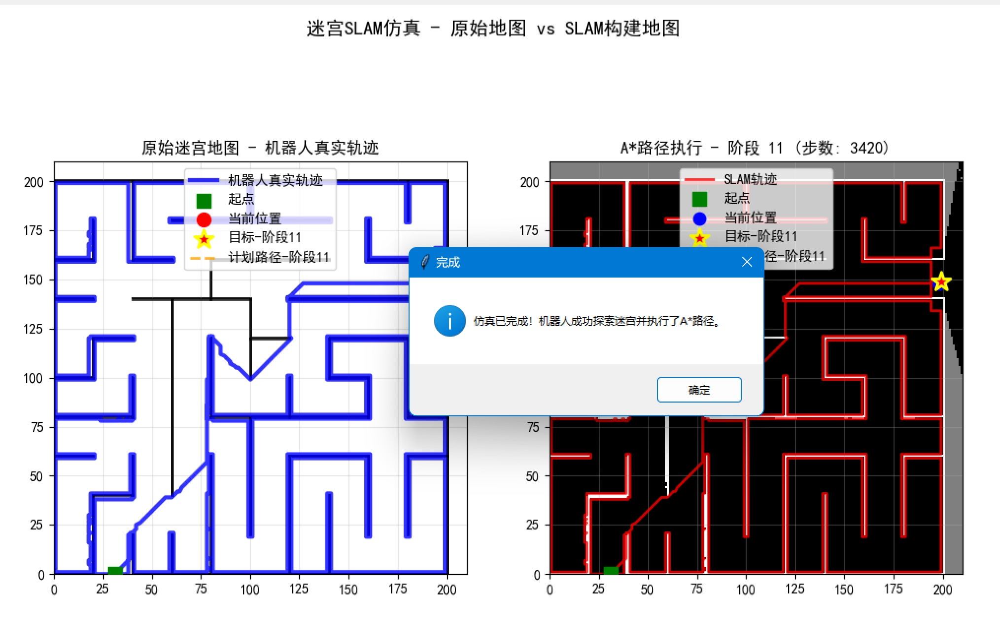 迷宫SLAM仿真 - 原始地图 vs SLAM构建地图
原始迷宫地图 - 机器人真实轨迹
机器人真实轨迹
起点
当前位置
目标-阶段11
计划路径-阶段11
200
175
150
125
100
75
50
25
0
0 25 50 75 100 125 150 175 200
A*路径执行 - 阶段 11 (步数: 3420)
SLAM轨迹
起点
当前位置
目标-阶段11
径-阶段11
200
175
75
50
25
0
0 25 50 75 100 125 150 175 200
完成
仿真已完成！机器人成功探索迷宫并执行了A*路径。
确定